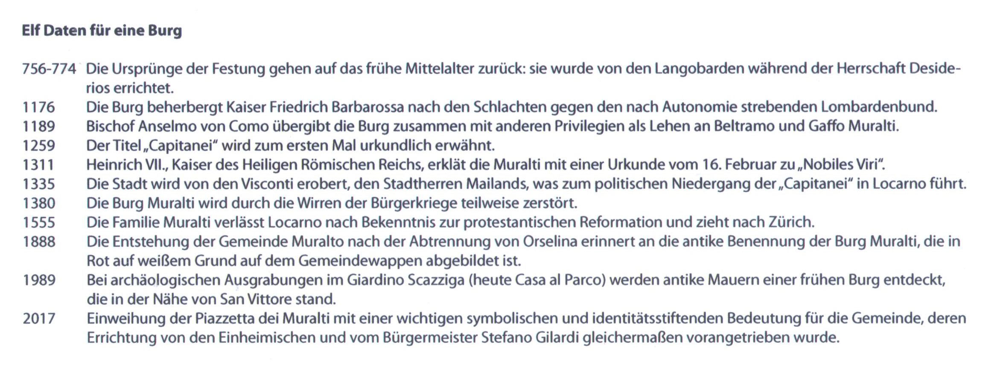 Elf Daten für eine Burg
756-774 Die Ursprünge der Festung gehen auf das frühe Mittelalter zurück: sie wurde von den Langobarden während der Herrschaft Deside-
rios errichtet.
1176 Die Burg beherbergt Kaiser Friedrich Barbarossa nach den Schlachten gegen den nach Autonomie strebenden Lombardenbund.
1189 Bischof Anselmo von Como übergibt die Burg zusammen mit anderen Privilegien als Lehen an Beltramo und Gaffo Muralti.
1259 Der Titel „Capitanei“ wird zum ersten Mal urkundlich erwähnt.
1311 Heinrich VII., Kaiser des Heiligen Römischen Reichs, erklät die Muralti mit einer Urkunde vom 16. Februar zu „Nobiles Viri“.
1335 Die Stadt wird von den Visconti erobert, den Stadtherren Mailands, was zum politischen Niedergang der „Capitanei“ in Locarno führt.
1380 Die Burg Muralti wird durch die Wirren der Bürgerkriege teilweise zerstört.
1555 Die Familie Muralti verlässt Locarno nach Bekenntnis zur protestantischen Reformation und zieht nach Zürich.
1888 Die Entstehung der Gemeinde Muralto nach der Abtrennung von Orselina erinnert an die antike Benennung der Burg Muralti, die in
Rot auf weißem Grund auf dem Gemeindewappen abgebildet ist.
1989 Bei archäologischen Ausgrabungen im Giardino Scazziga (heute Casa al Parco) werden antike Mauern einer frühen Burg entdeckt,
die in der Nähe von San Vittore stand.
2017 Einweihung der Piazzetta dei Muralti mit einer wichtigen symbolischen und identitätsstiftenden Bedeutung für die Gemeinde, deren
Errichtung von den Einheimischen und vom Bürgermeister Stefano Gilardi gleichermaßen vorangetrieben wurde.